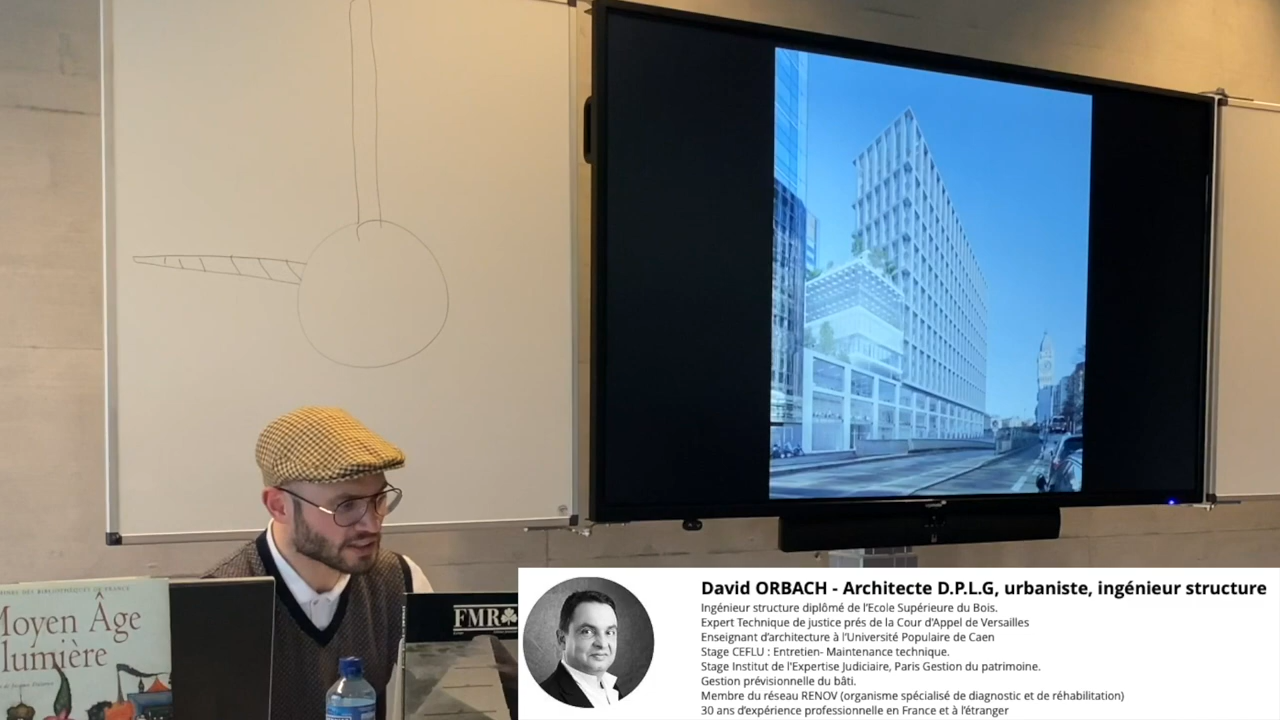 Moyen Âge
lumière
FMR
David ORBACH - Architecte D.P.L.G, urbaniste, ingénieur structure
Ingénieur structure diplômé de l'Ecole Supérieure du Bois.
Expert Technique de justice prés de la Cour d'Appel de Versailles
Enseignant d'architecture à l'Université Populaire de Caen
Stage CEFLU : Entretien- Maintenance technique.
Stage Institut de l'Expertise Judiciaire, Paris Gestion du patrimoine.
Gestion prévisionnelle du bâti.
Membre du réseau RENOV (organisme spécialisé de diagnostic et de réhabilitation)
30 ans d'expérience professionnelle en France et à l'étranger